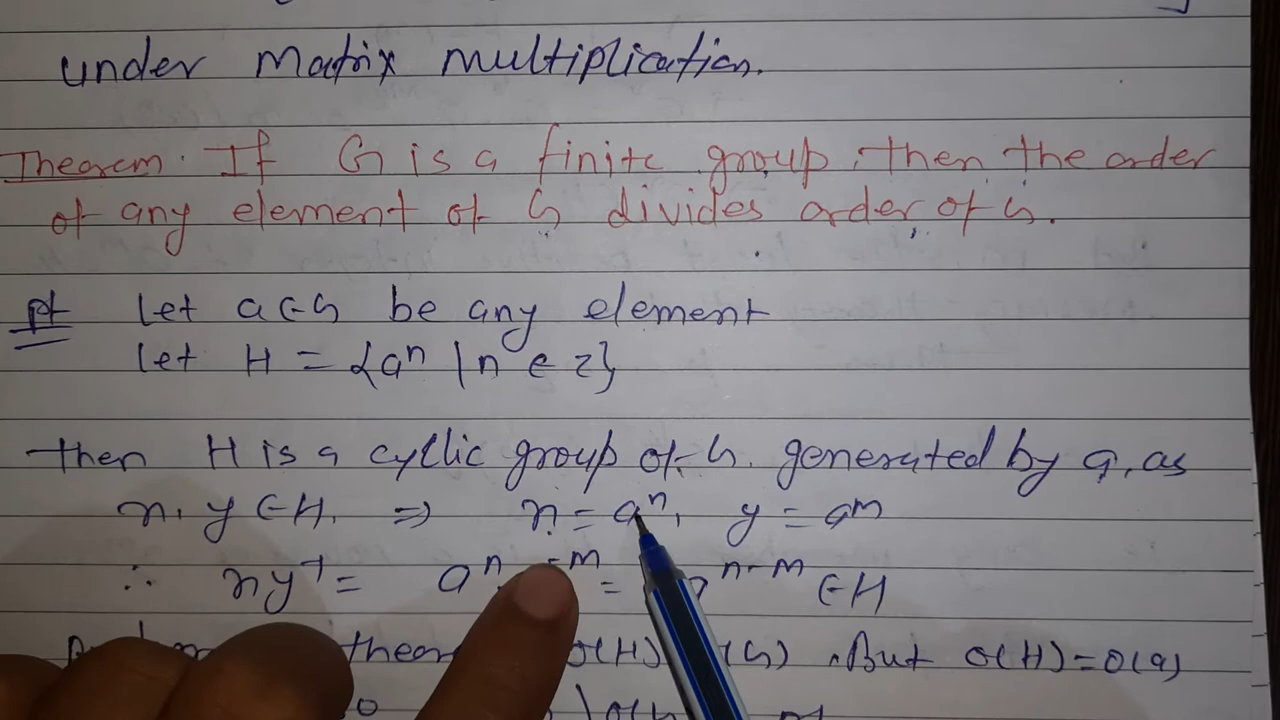 under Matrix multiplication.
Theorem. If G is a finite group, then the order
of any element of G divides order of G.
Pf Let a ∈ G be any element
Let H = {aⁿ | n ∈ z}
then H is a cyclic group of G. generated by a, as
x, y ∈ H. ⇒ x = aⁿ, y = aᵐ
∴ xy⁻¹ = aⁿ. ⁻ᵐ = aⁿ⁻ᵐ ∈ H
theor o(H) (G). But o(H) = o(a)